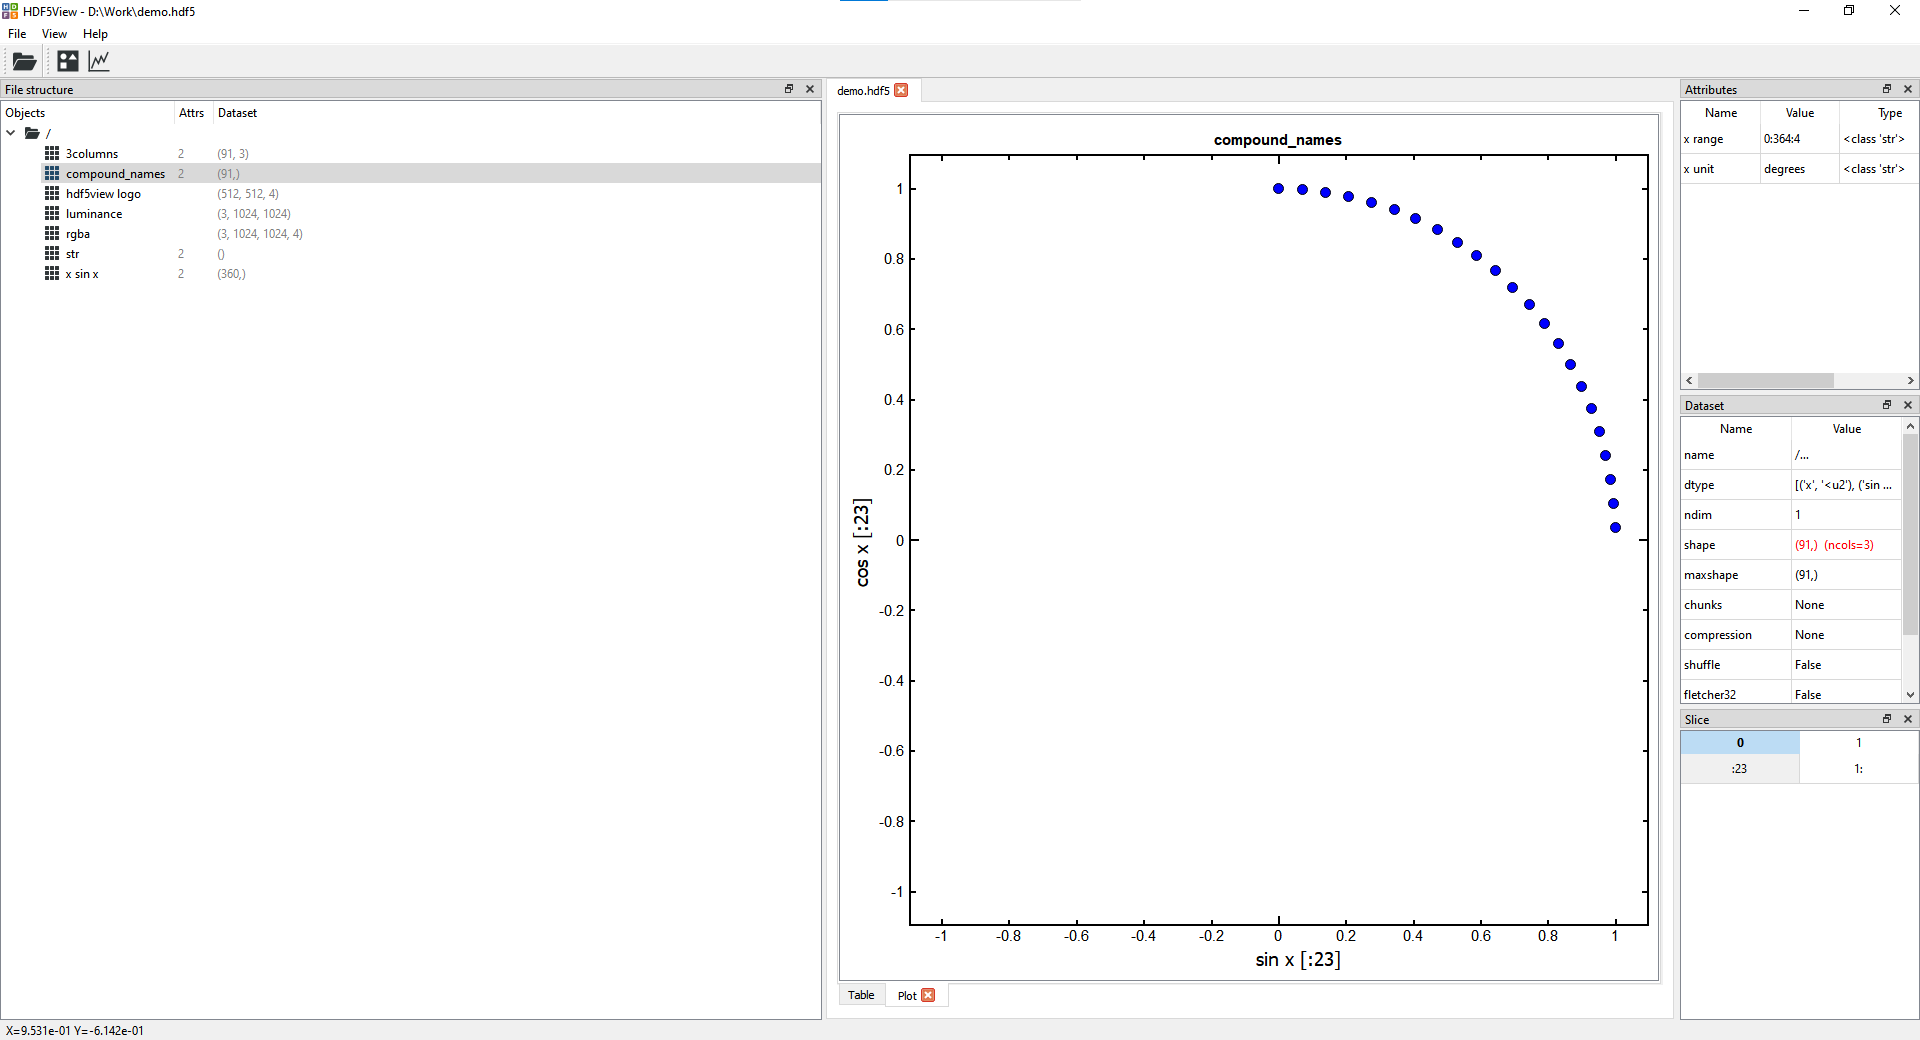 HDF5View - D:\Work\demo.hdf5
File View Help
File structure
Objects Attrs Dataset
/
3columns 2 (91, 3)
compound_names 2 (91,)
hdf5view logo (512, 512, 4)
luminance (3, 1024, 1024)
rgba (3, 1024, 1024, 4)
str 2 ()
x sin x 2 (360,)
demo.hdf5
compound_names
1
0.8
0.6
0.4
0.2
0
-0.2
-0.4
-0.6
-0.8
-1
cos x [:23]
-1 -0.8 -0.6 -0.4 -0.2 0 0.2 0.4 0.6 0.8 1
sin x [:23]
Table Plot
Attributes
Name Value Type
x range 0:364:4 <class 'str'>
x unit degrees <class 'str'>
Dataset
Name Value
name /...
dtype [('x', '<u2'), ('sin ...
ndim 1
shape (91,) (ncols=3)
maxshape (91,)
chunks None
compression None
shuffle False
fletcher32 False
Slice
0 1
:23 1:
X=9.531e-01 Y=-6.142e-01